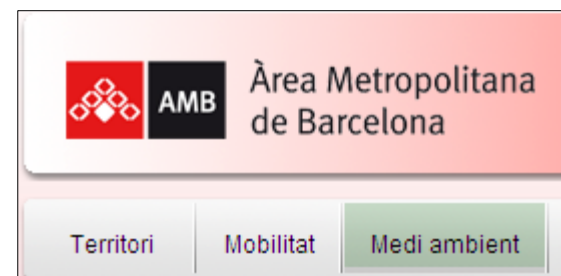 AMB
Àrea Metropolitana
de Barcelona
Territori
Mobilitat
Medi ambient